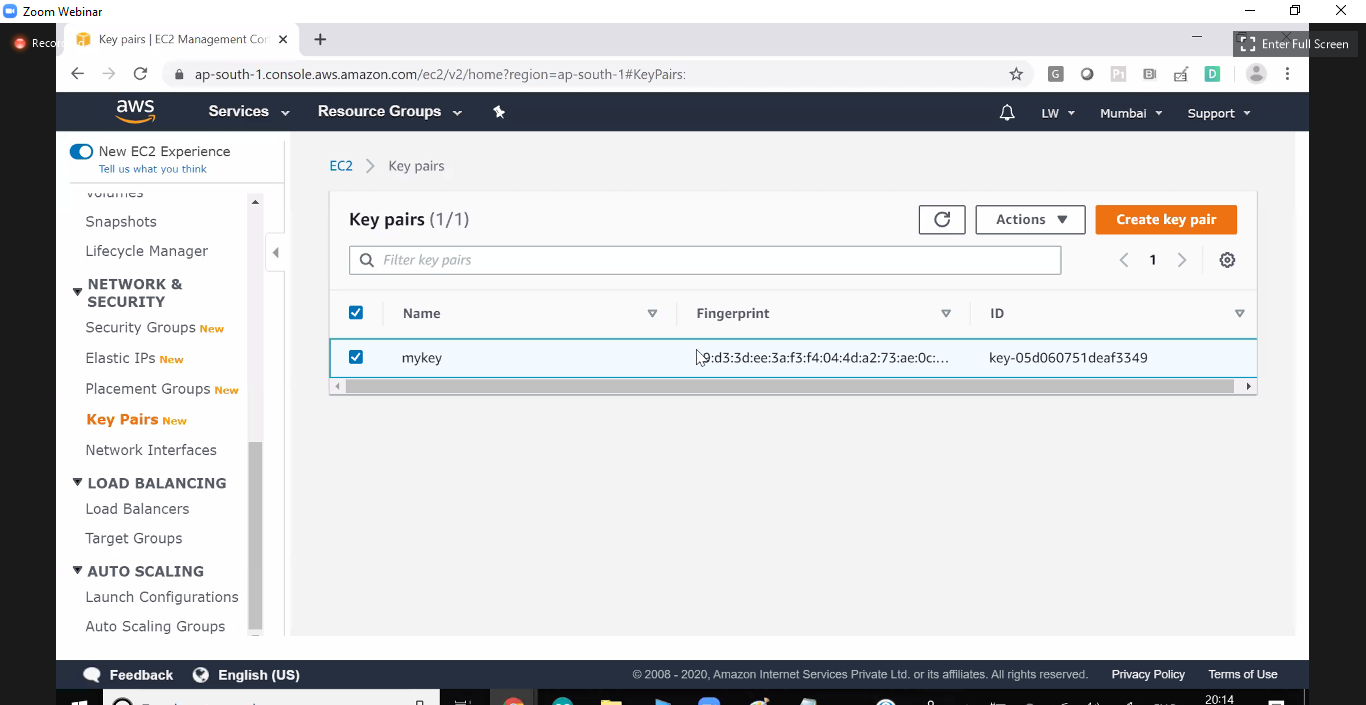 Zoom Webinar
Key pairs | EC2 Management Con
Enter Full Screen
ap-south-1.console.aws.amazon.com/ec2/v2/home?region=ap-south-1#KeyPairs:
aws Services Resource Groups LW Mumbai Support
New EC2 Experience
Tell us what you think
Volumes
Snapshots
Lifecycle Manager
NETWORK &
SECURITY
Security Groups New
Elastic IPs New
Placement Groups New
Key Pairs New
Network Interfaces
LOAD BALANCING
Load Balancers
Target Groups
AUTO SCALING
Launch Configurations
Auto Scaling Groups
EC2 > Key pairs
Key pairs (1/1)
Actions
Create key pair
Filter key pairs
1
Name Fingerprint ID
mykey 9:d3:3d:ee:3a:f3:f4:04:4d:a2:73:ae:0c:... key-05d060751deaf3349
Feedback English (US)
© 2008 - 2020, Amazon Internet Services Private Ltd. or its affiliates. All rights reserved. Privacy Policy Terms of Use
20:14